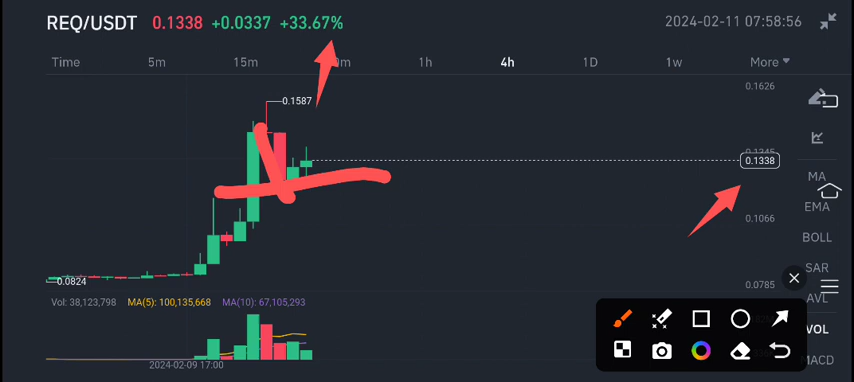 REQ/USDT 0.1338 +0.0337 +33.67% 2024-02-11 07:58:56
Time 5m 15m 0m 1h 4h 1D 1w More
0.1626
0.1587
0.1345
0.1338
MA
EMA
0.1066
BOLL
SAR
0.0824
0.0785
AVL
Vol: 38,123,798 MA(5): 100,135,668 MA(10): 67,105,293
VOL
MACD
2024-02-09 17:00